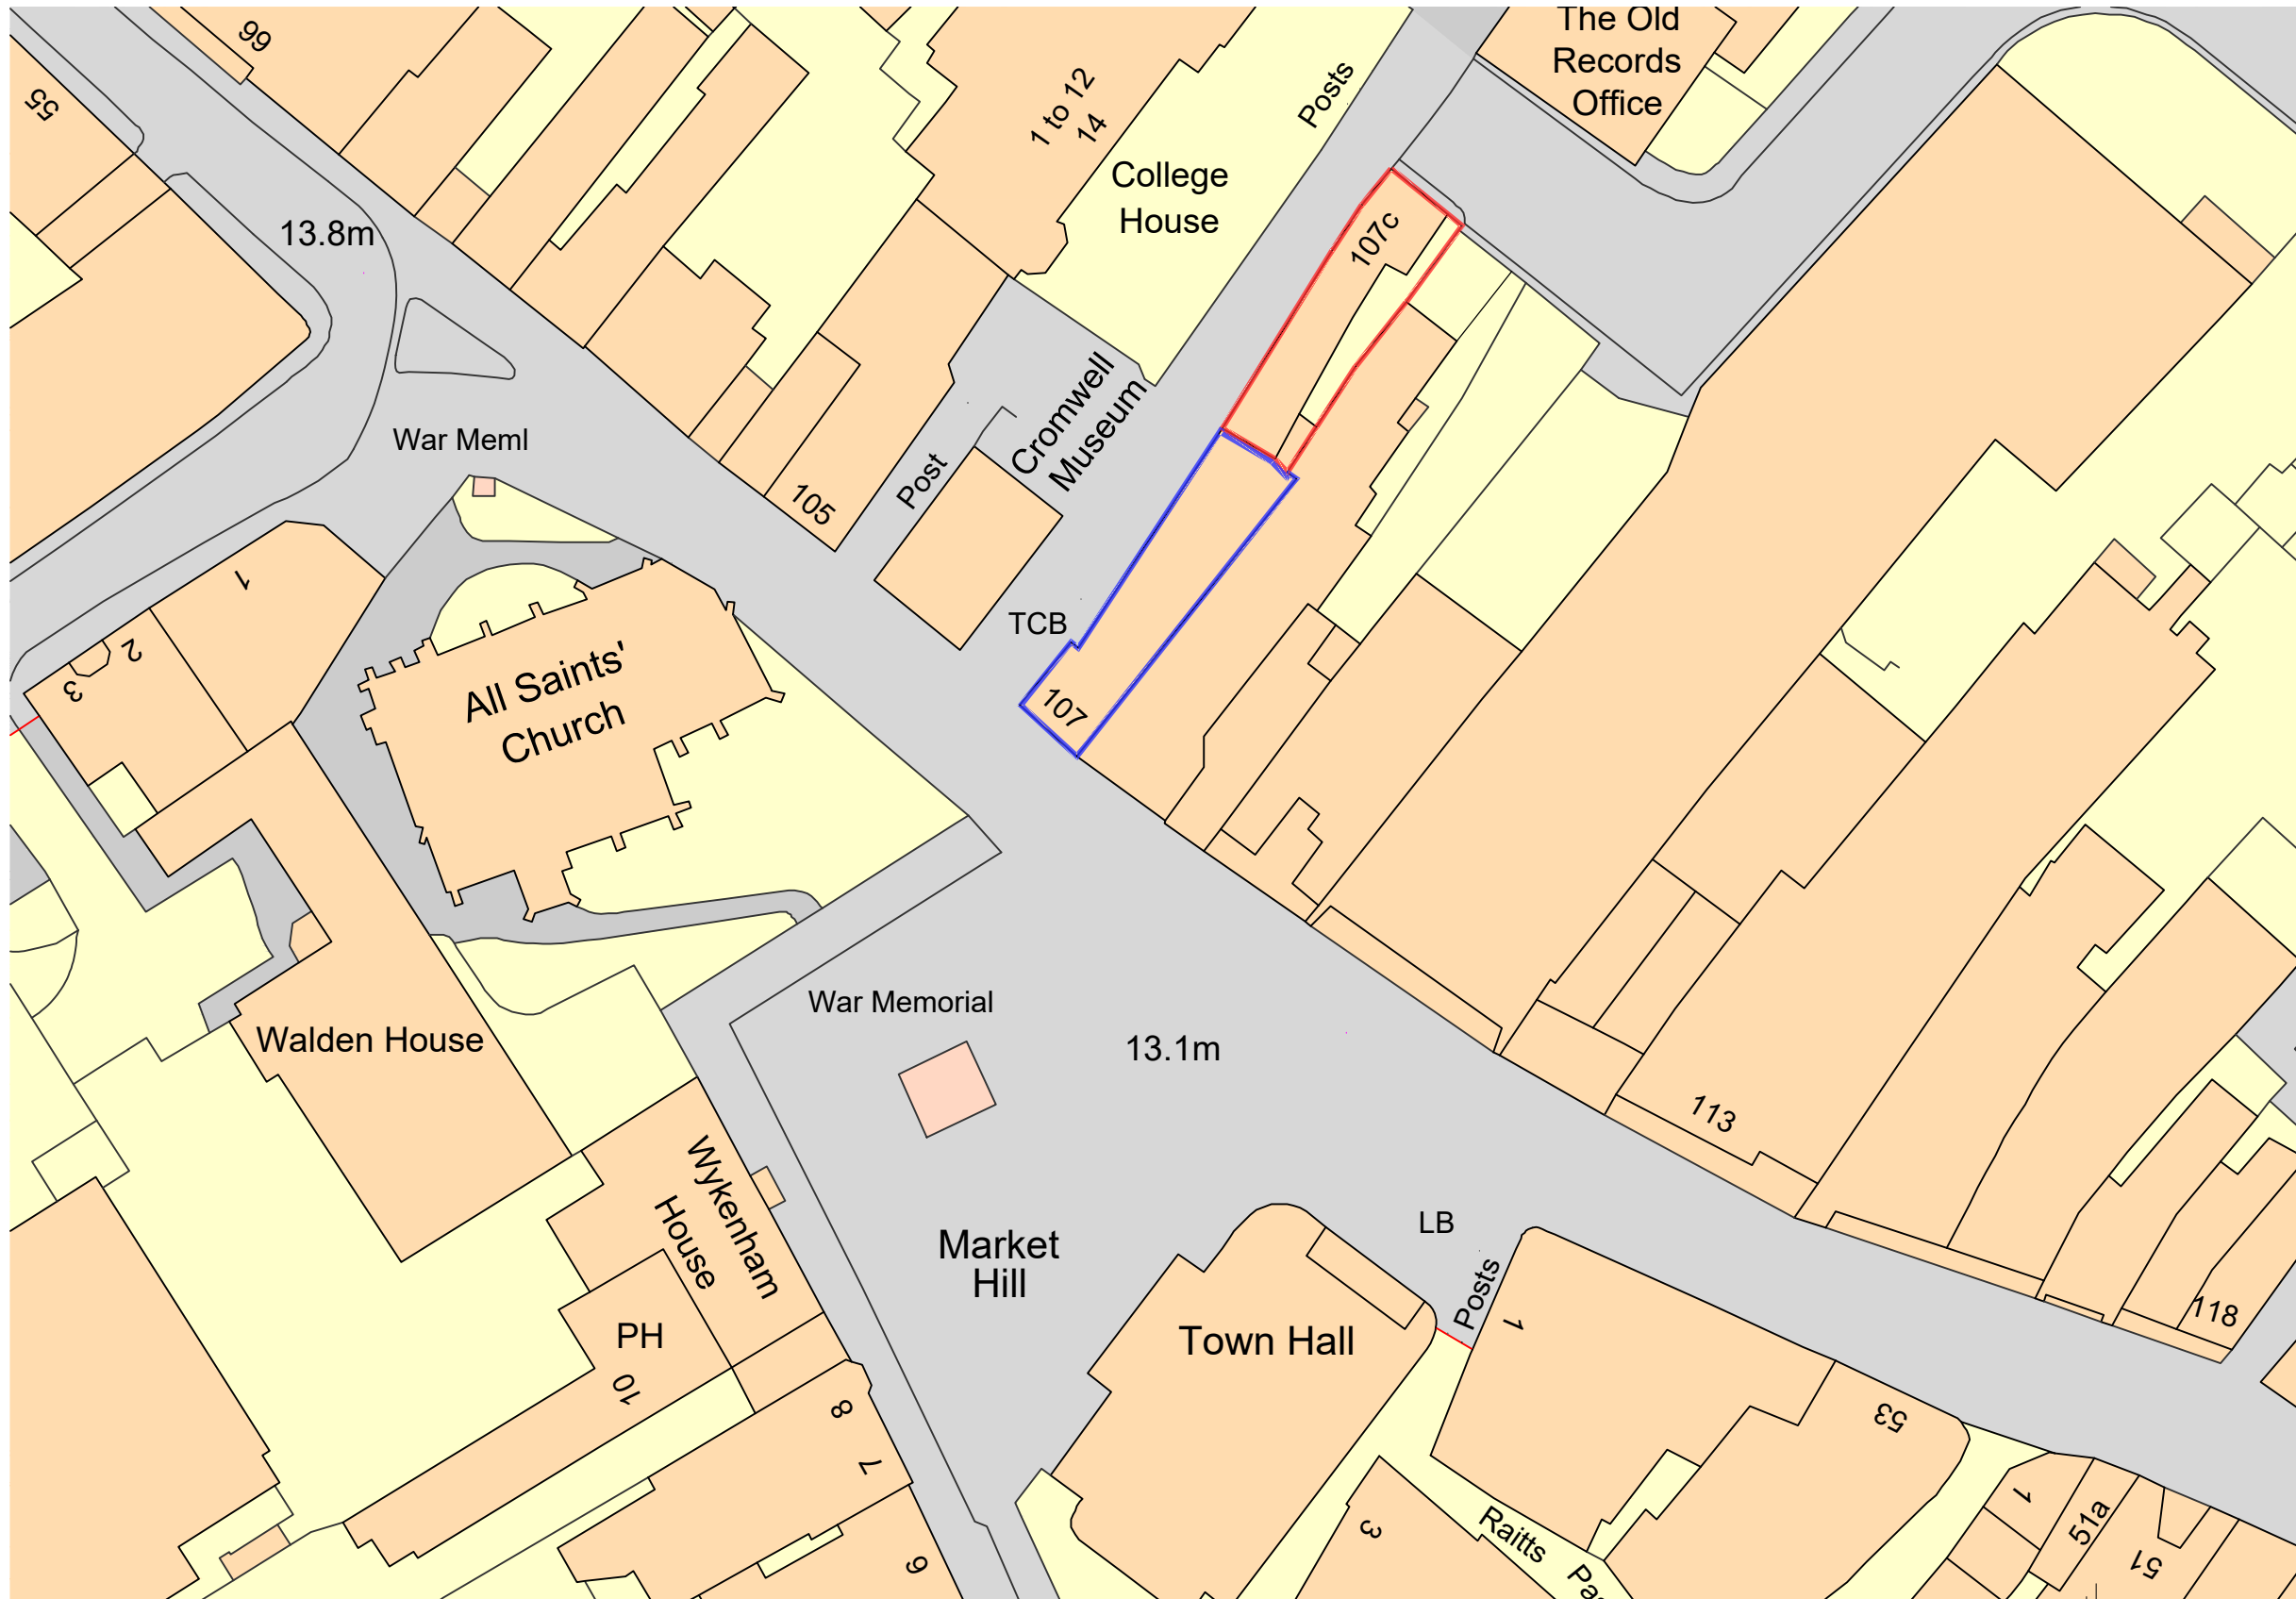 The Old
Records
Office
66
55
1 to 12
14
Posts
College
House
107c
13.8m
War Meml
Cromwell
Museum
Post
105
TCB
107
1
2
3
All Saints'
Church
War Memorial
13.1m
Walden House
Wykenham
House
113
Market
Hill
LB
Posts
118
PH
10
Town Hall
1
53
8
7
3
Raitts
Pa
1
51a
51